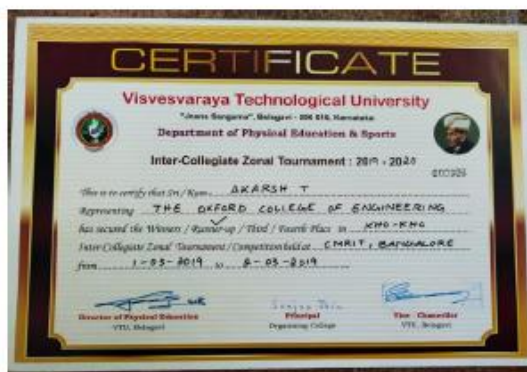 CERTIFICATE
Visvesvaraya Technological University
"Jnana Sangama", Belagavi - 590 018, Karnataka
Department of Physical Education & Sports
Inter-Collegiate Zonal Tournament : 2019 - 2020
This is to certify that Sri / Kum. AKARSH T
Representing THE OXFORD COLLEGE OF ENGINEERING
has secured the Winners / Runner-up / Third / Fourth Place in KHO-KHO
Inter Collegiate Zonal Tournament / Competition held at CMRIT, BANGALORE
from 1-03-2019 to 2-03-2019
Director of Physical Education
VTU, Belagavi
Principal
Organising College
Vice - Chancellor
VTU, Belagavi